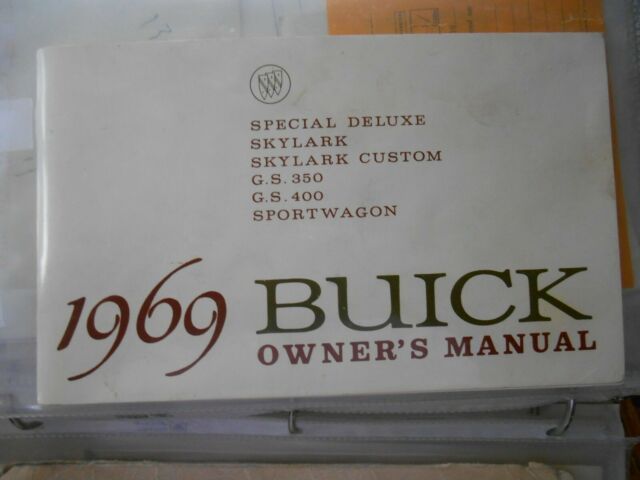 SPECIAL DELUXE
SKYLARK
SKYLARK CUSTOM
G.S. 350
G.S. 400
SPORTWAGON
1969 BUICK
OWNER'S MANUAL